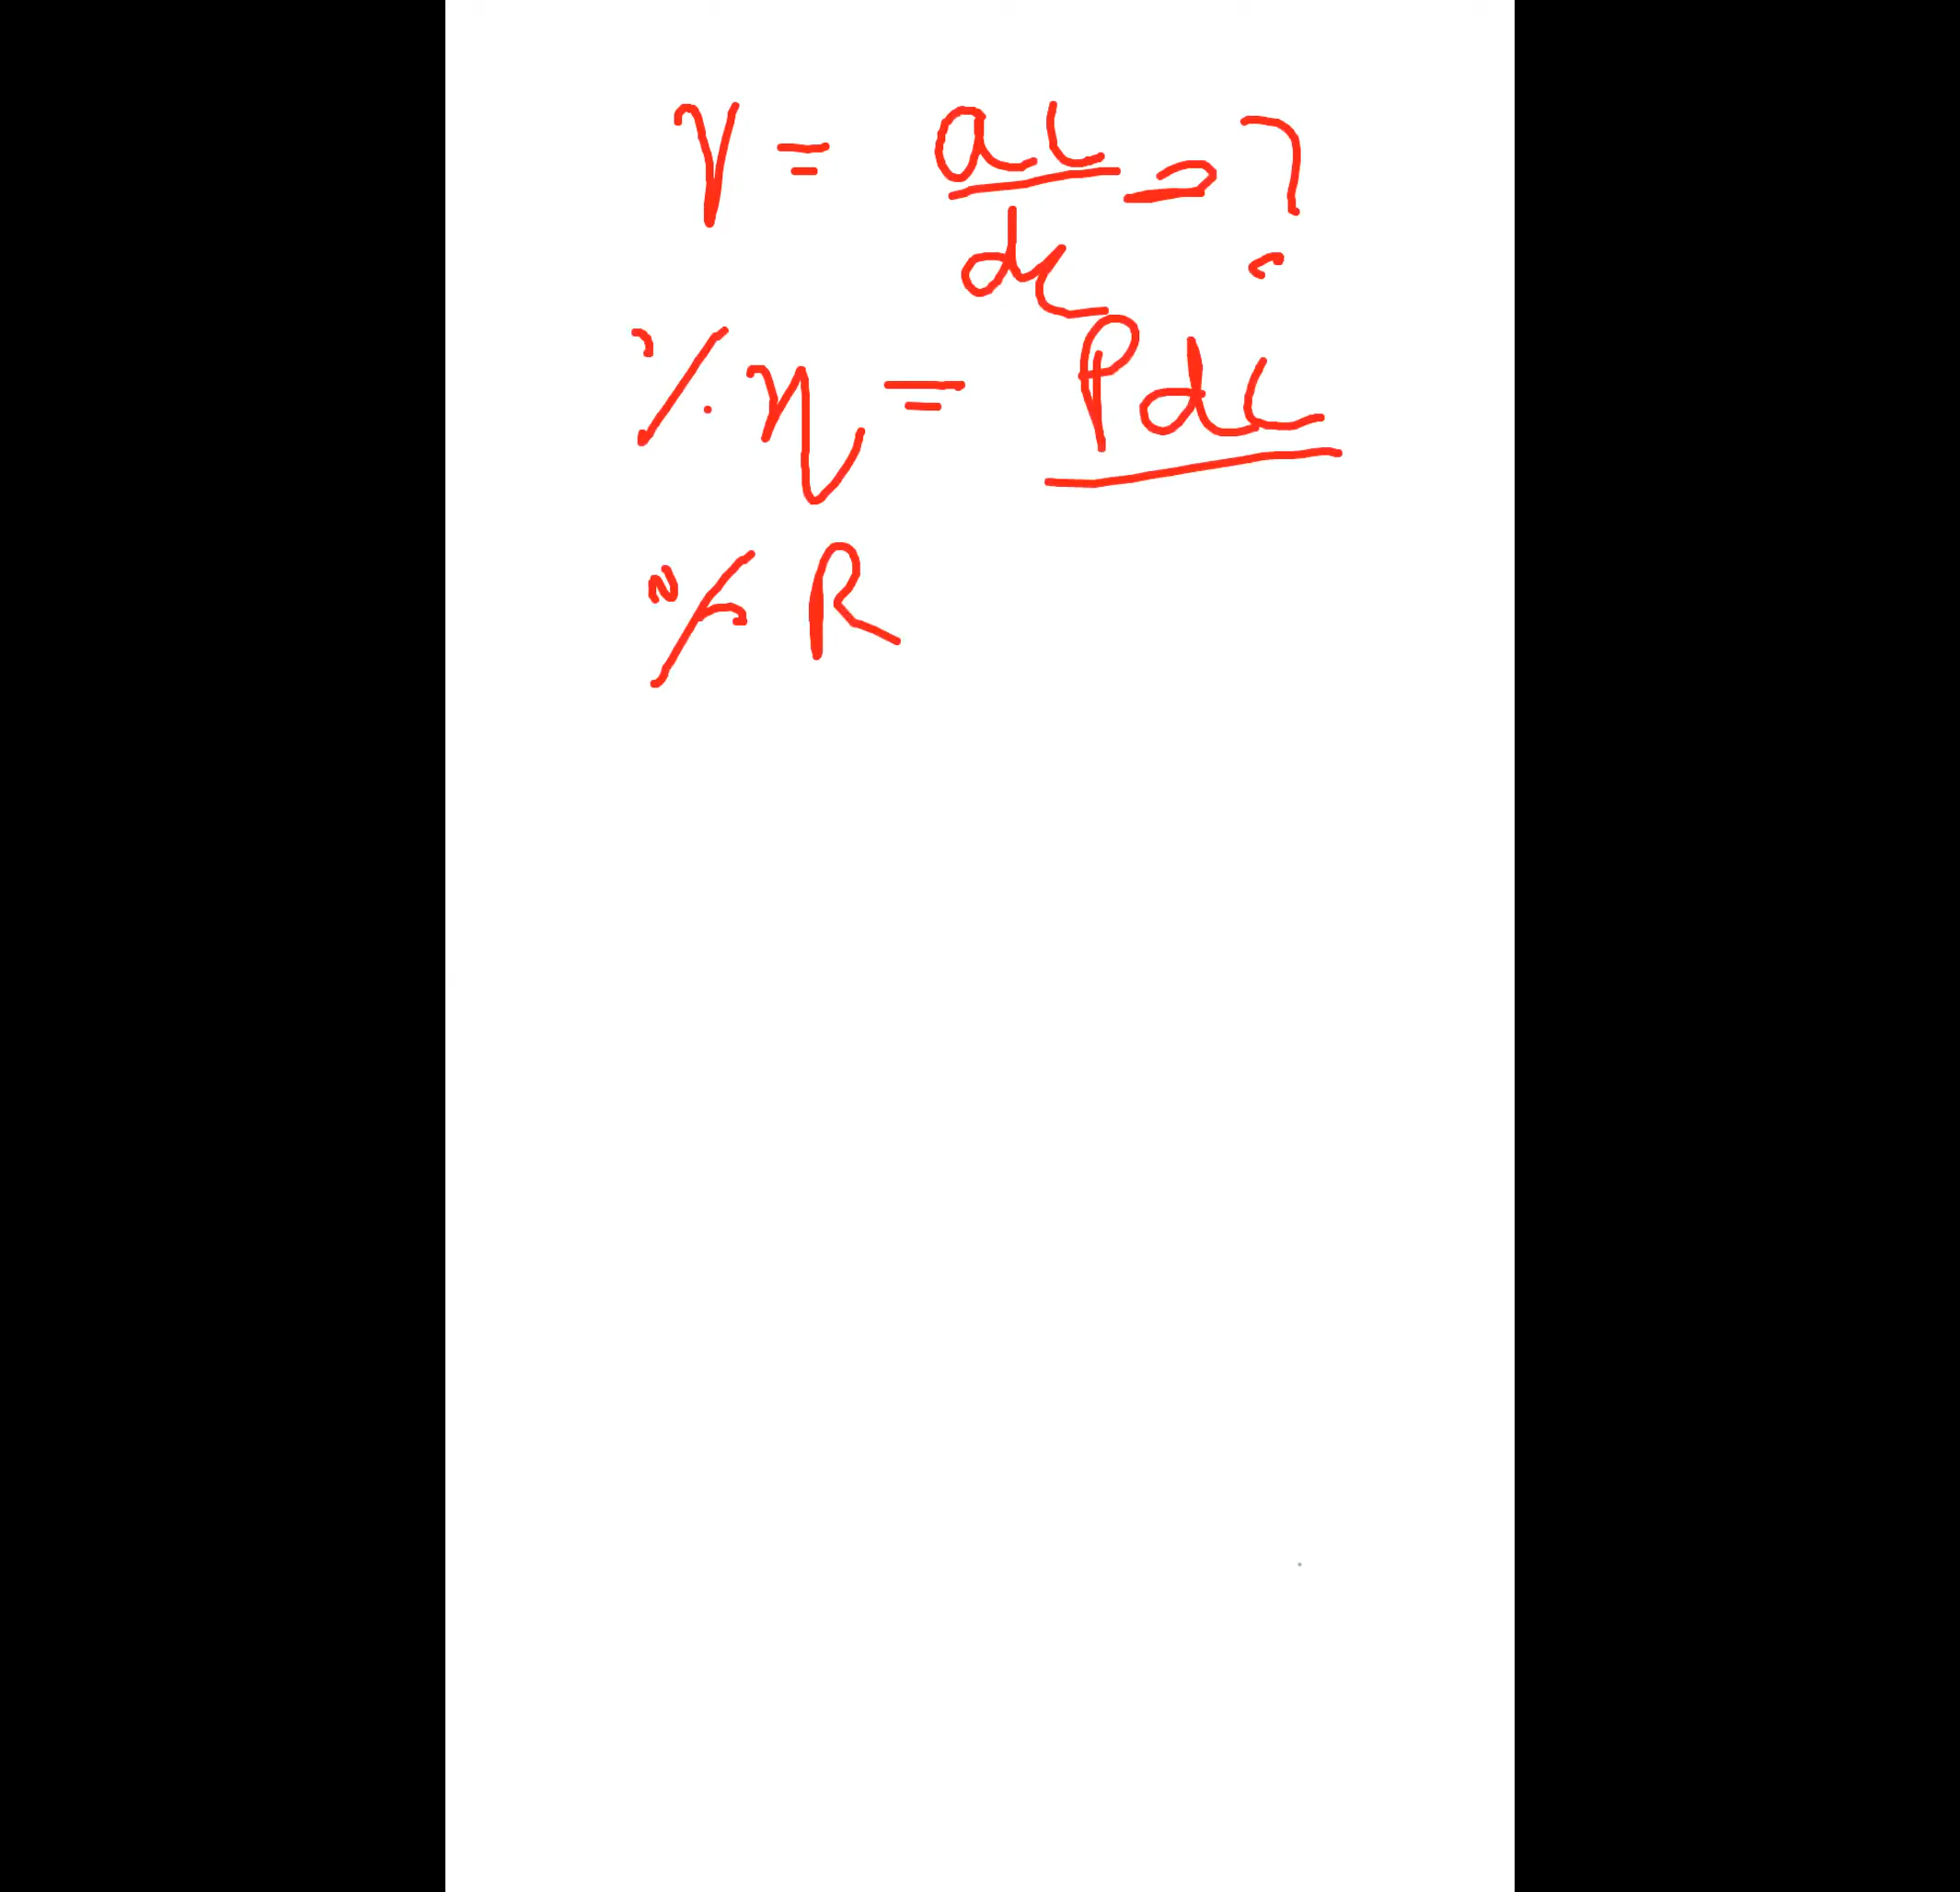 γ = ac/dc = ?
% η = Pdc
% R